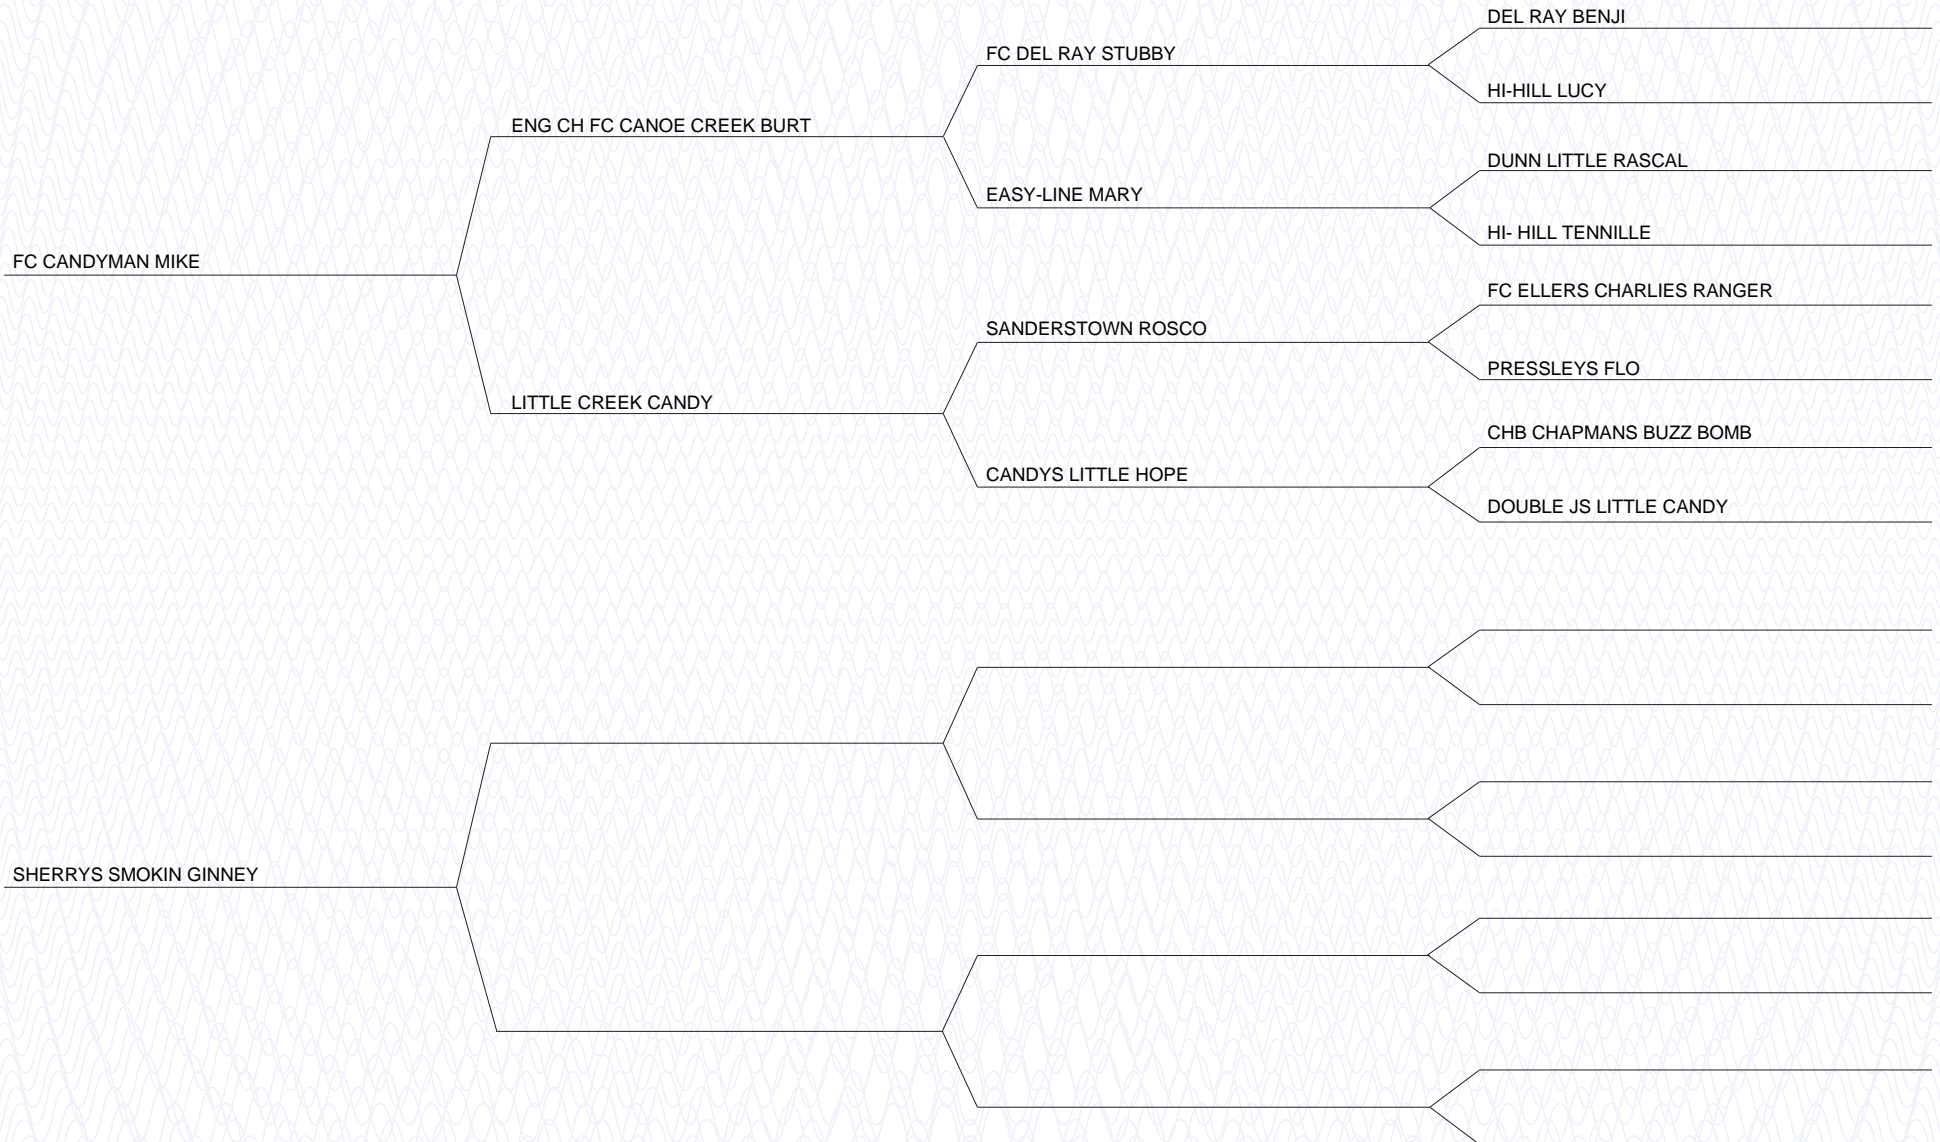 DEL RAY BENJI
FC DEL RAY STUBBY
HI-HILL LUCY
ENG CH FC CANOE CREEK BURT
DUNN LITTLE RASCAL
EASY-LINE MARY
HI- HILL TENNILLE
FC CANDYMAN MIKE
FC ELLERS CHARLIES RANGER
SANDERSTOWN ROSCO
PRESSLEYS FLO
LITTLE CREEK CANDY
CHB CHAPMANS BUZZ BOMB
CANDYS LITTLE HOPE
DOUBLE JS LITTLE CANDY
SHERRYS SMOKIN GINNEY